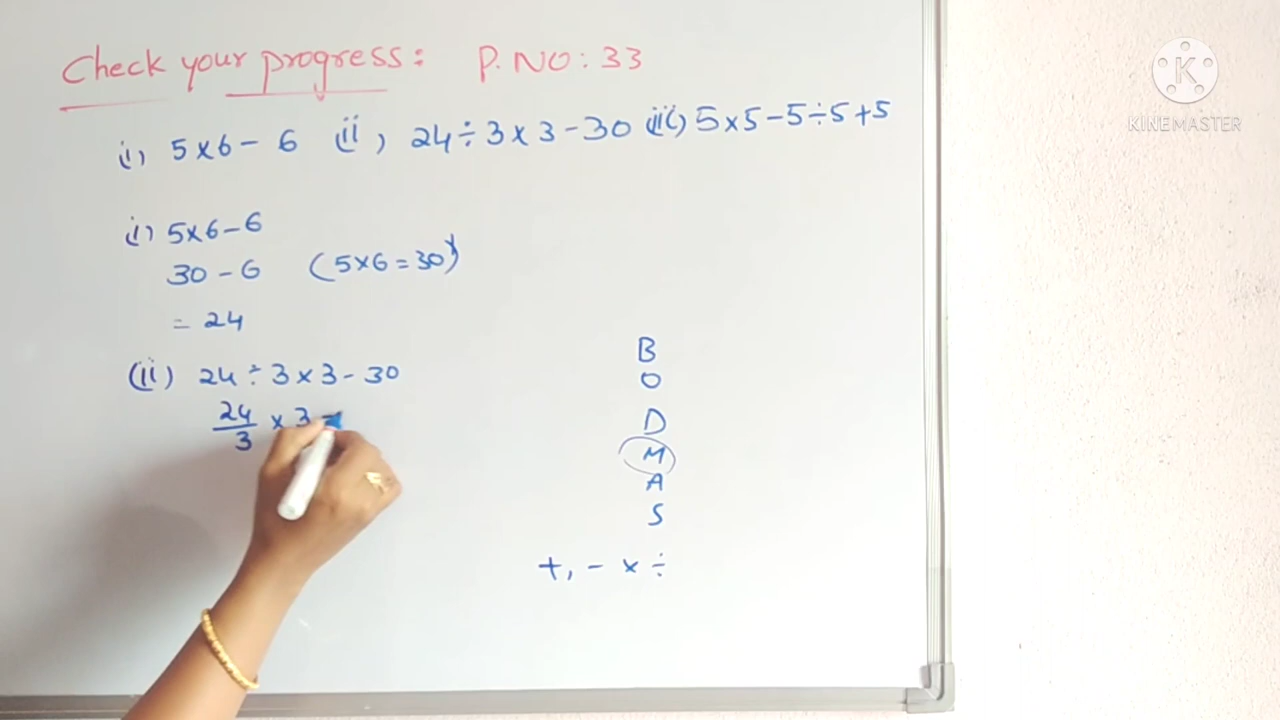 Check your progress: P.NO:33
KINEMASTER
(i) 5×6-6 (ii) 24÷3×3-30 (iii) 5×5-5÷5+5
(i) 5×6-6
30-6 (5×6=30)
= 24
(ii) 24÷3×3-30
24/3 × 3 -
B
O
D
M
A
S
+, - × ÷